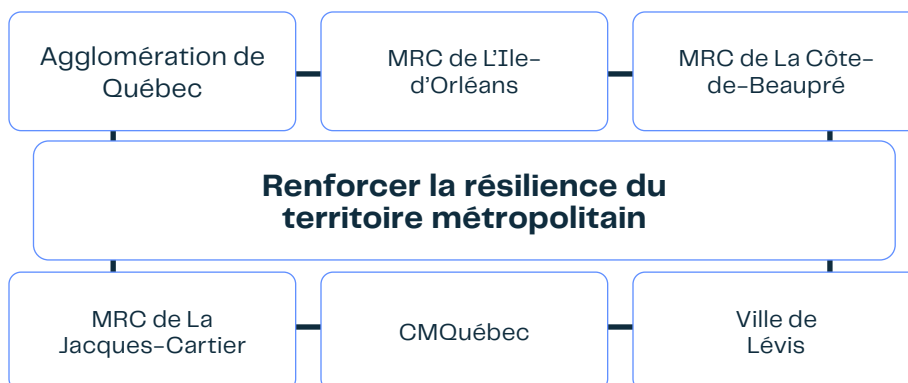 Agglomération de
Québec
MRC de L'Ile-
d'Orléans
MRC de La Côte-
de-Beaupré
Renforcer la résilience du
territoire métropolitain
MRC de La
Jacques-Cartier
CMQuébec
Ville de
Lévis